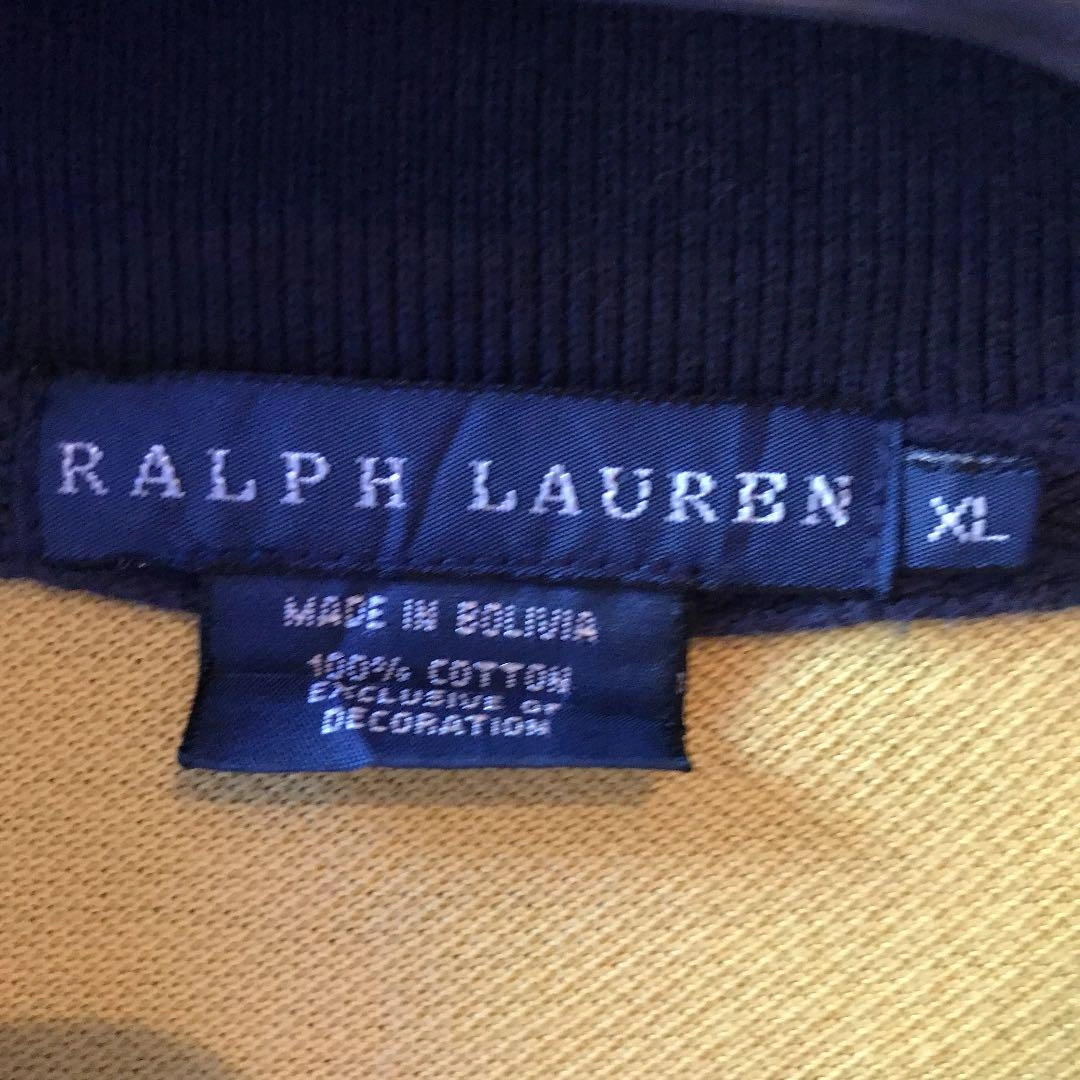 RALPH LAUREN
XL
MADE IN BOLIVIA
100% COTTON
EXCLUSIVE OF
DECORATION